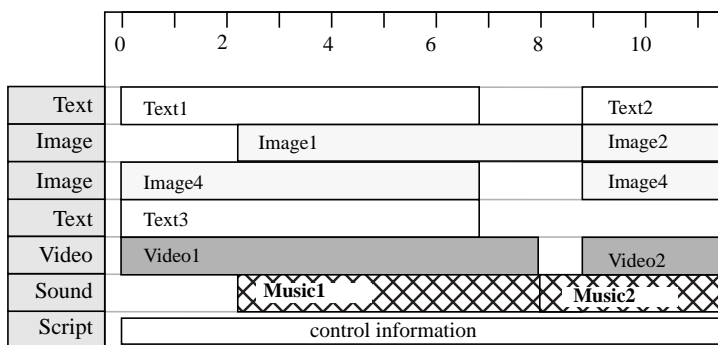 0 2 4 6 8 10
Text Text1 Text2
Image Image1 Image2
Image Image4 Image4
Text Text3
Video Video1 Video2
Sound Music1 Music2
Script control information